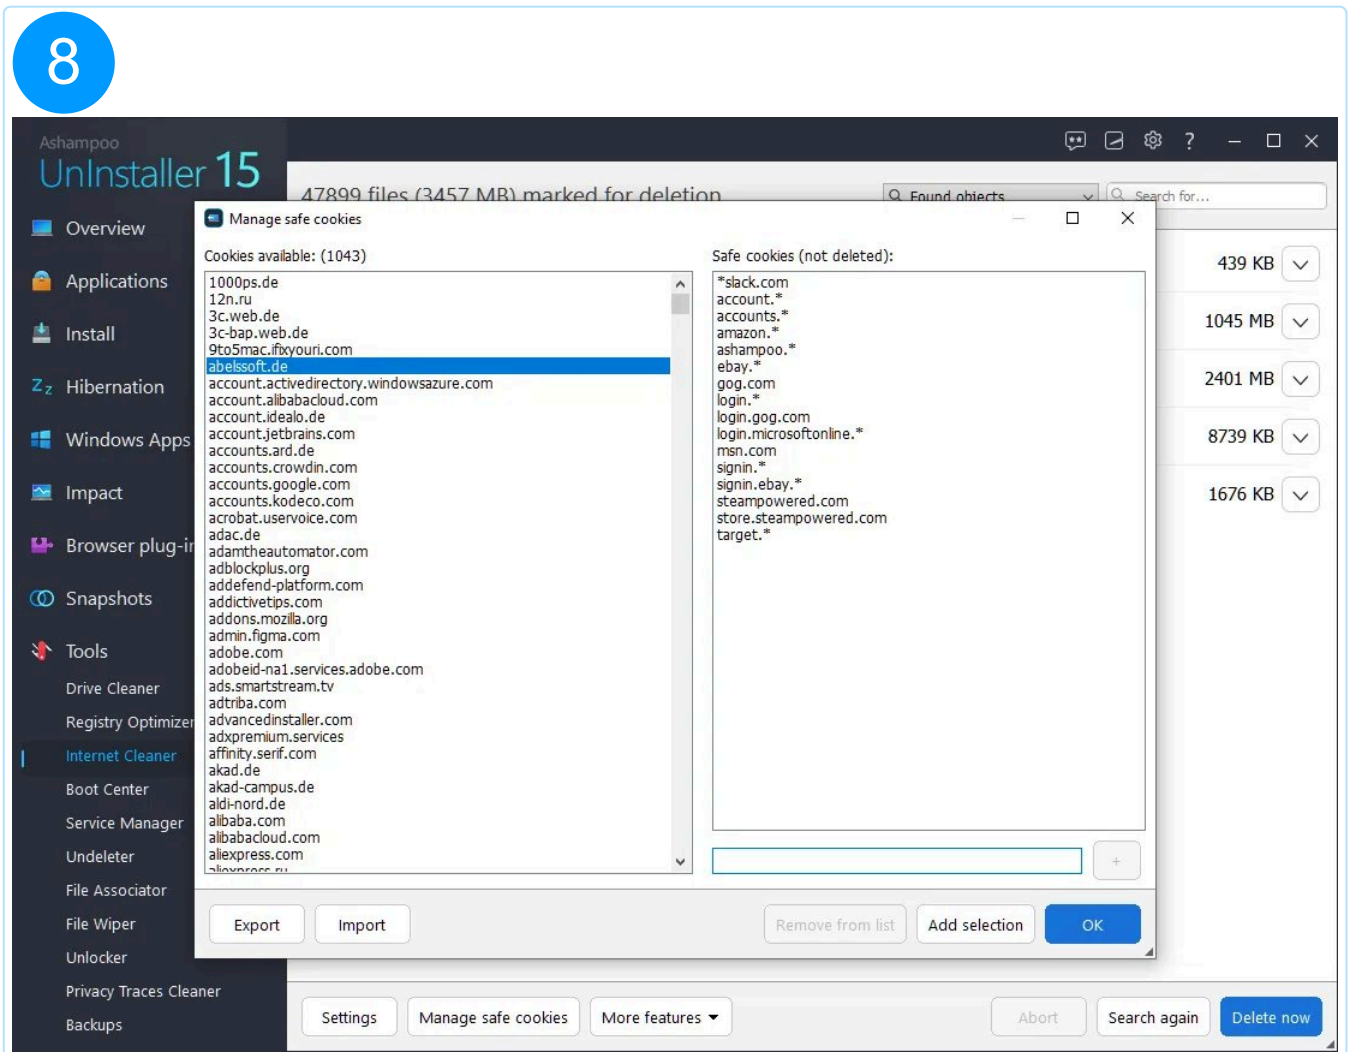 8
Ashampoo
UnInstaller 15
47899 files (3457 MB) marked for deletion
Found objects
Search for...
Overview
Applications
Install
Zz Hibernation
Windows Apps
Impact
Browser plug-in
Snapshots
Tools
Drive Cleaner
Registry Optimizer
Internet Cleaner
Boot Center
Service Manager
Undeleter
File Associator
File Wiper
Unlocker
Privacy Traces Cleaner
Backups
Manage safe cookies
Cookies available: (1043)
1000ps.de
12n.ru
3c.web.de
3c-bap.web.de
9to5mac.ifixyouri.com
abelssoft.de
account.activedirectory.windowsazure.com
account.alibabacloud.com
account.idealo.de
account.jetbrains.com
accounts.ard.de
accounts.crowdin.com
accounts.google.com
accounts.kodeco.com
acrobat.uservoice.com
adac.de
adamtheautomator.com
adblockplus.org
addefend-platform.com
addictivetips.com
addons.mozilla.org
admin.figma.com
adobe.com
adobeid-na1.services.adobe.com
ads.smartstream.tv
adtriba.com
advancedinstaller.com
adxpremium.services
affinity.serif.com
akad.de
akad-campus.de
aldi-nord.de
alibaba.com
alibabacloud.com
aliexpress.com
aliexpress.ru
Safe cookies (not deleted):
*slack.com
account.*
accounts.*
amazon.*
ashampoo.*
ebay.*
gog.com
login.*
login.gog.com
login.microsoftonline.*
msn.com
signin.*
signin.ebay.*
steampowered.com
store.steampowered.com
target.*
+
Export
Import
Remove from list
Add selection
OK
439 KB
1045 MB
2401 MB
8739 KB
1676 KB
Settings
Manage safe cookies
More features
Abort
Search again
Delete now